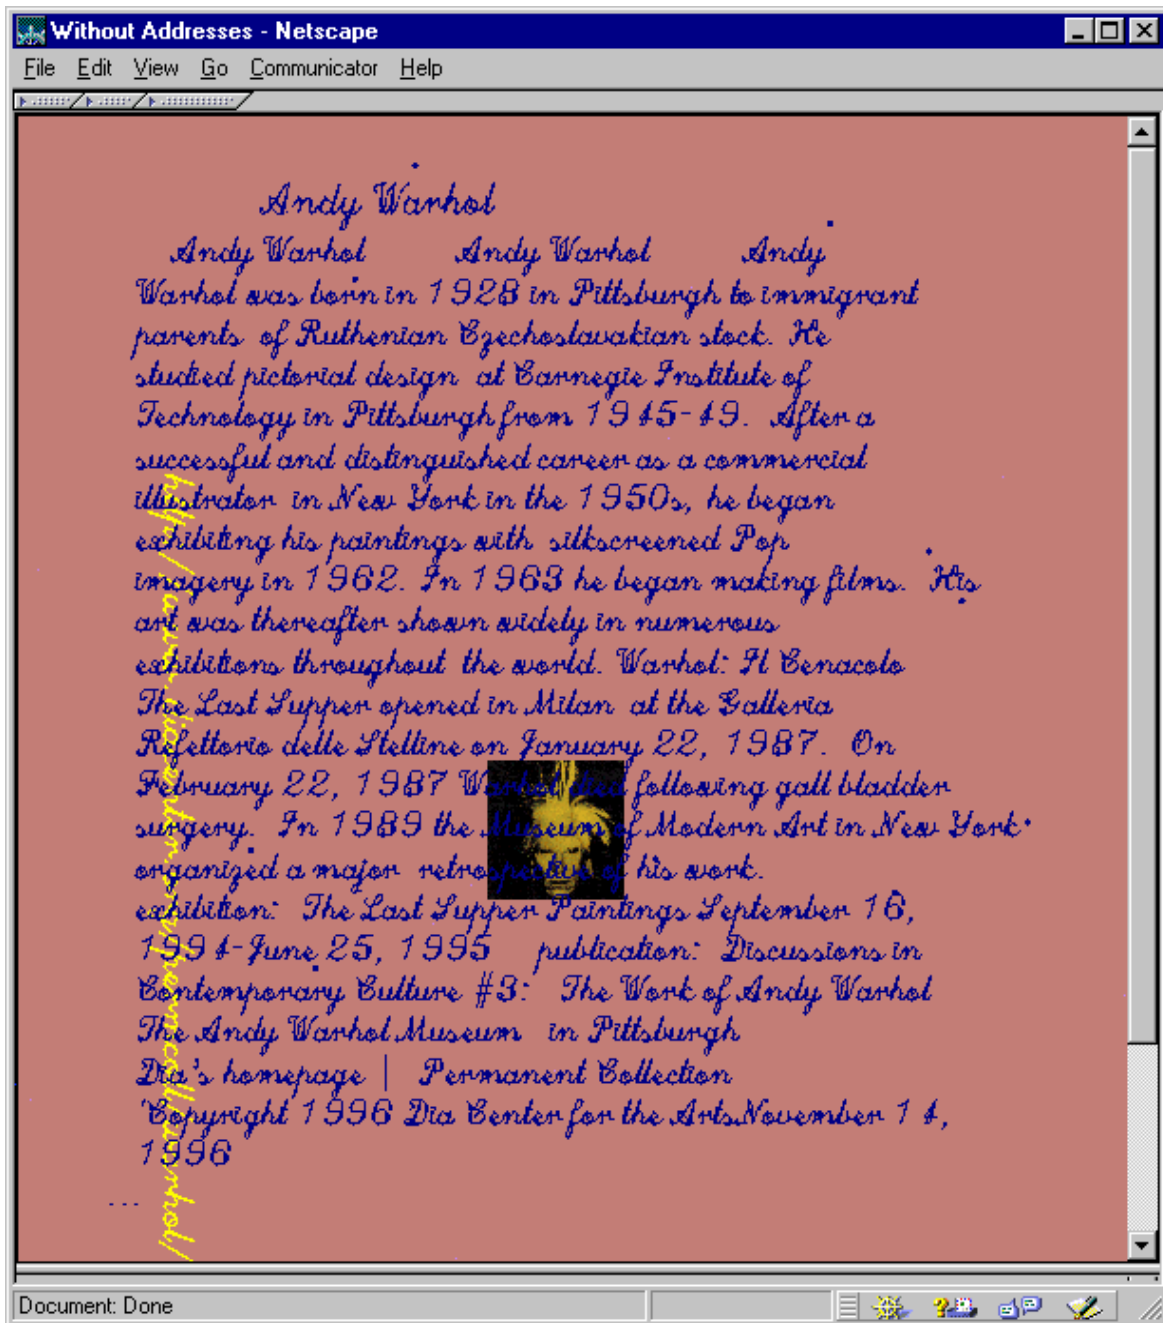 Without Addresses - Netscape
File Edit View Go Communicator Help
Andy Warhol
Andy Warhol Andy Warhol Andy
Warhol was born in 1928 in Pittsburgh to immigrant
parents of Ruthenian Czechoslavakian stock. He
studied pictorial design at Carnegie Institute of
Technology in Pittsburgh from 1945-49. After a
successful and distinguished career as a commercial
illustrator in New York in the 1950s, he began
exhibiting his paintings with silkscreened Pop
imagery in 1962. In 1963 he began making films. His
art was thereafter shown widely in numerous
exhibitions throughout the world. Warhol: Il Cenacolo
The Last Supper opened in Milan at the Galleria
Refettorio delle Stelline on January 22, 1987. On
February 22, 1987 Warhol died following gall bladder
surgery. In 1989 the Museum of Modern Art in New York
organized a major retrospective of his work.
exhibition: The Last Supper Paintings September 16,
1994-June 25, 1995 publication: Discussions in
Contemporary Culture #3: The Work of Andy Warhol
The Andy Warhol Museum in Pittsburgh
Dia's homepage | Permanent Collection
'Copyright 1996 Dia Center for the Arts November 14,
1996
...
Document: Done